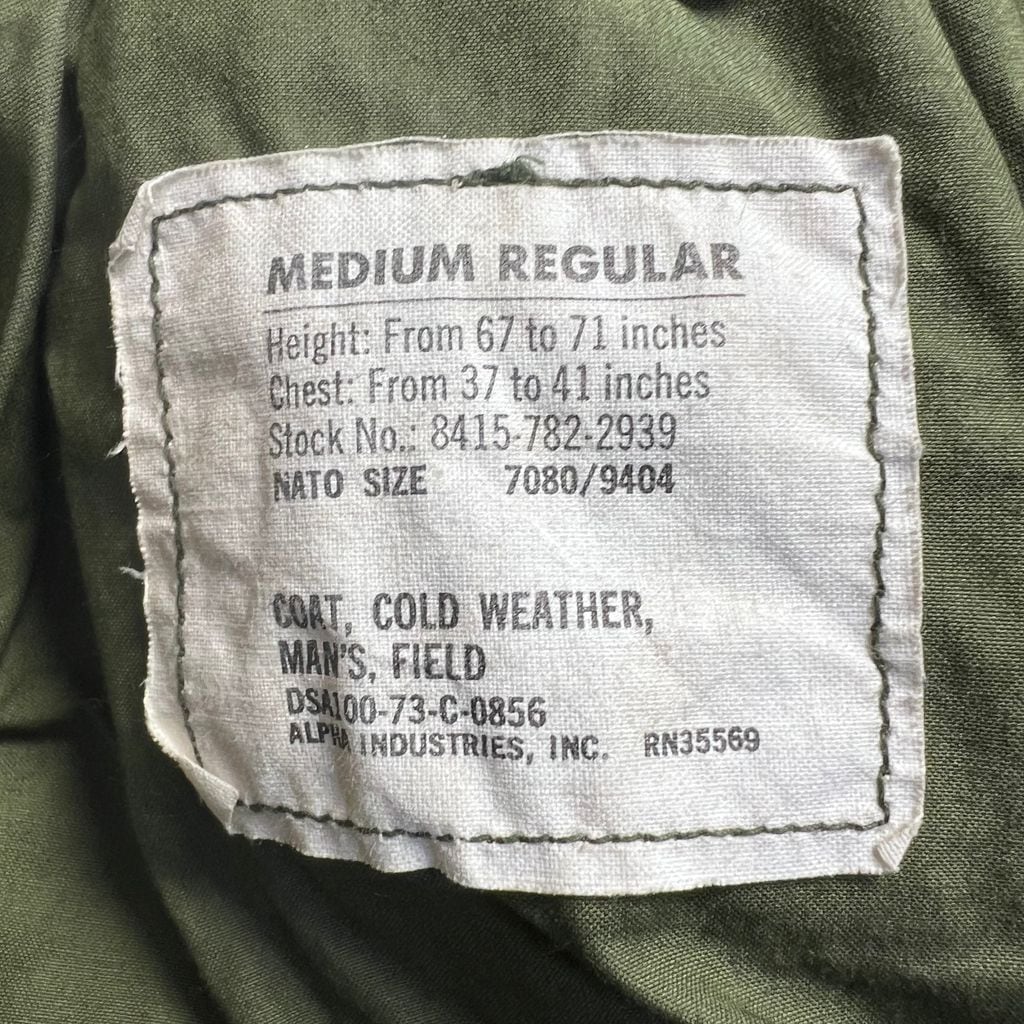 MEDIUM REGULAR
Height: From 67 to 71 inches
Chest: From 37 to 41 inches
Stock No.: 8415-782-2939
NATO SIZE 7080/9404
COAT, COLD WEATHER,
MAN'S, FIELD
DSA100-73-C-0856
ALPHA INDUSTRIES, INC. RN35569